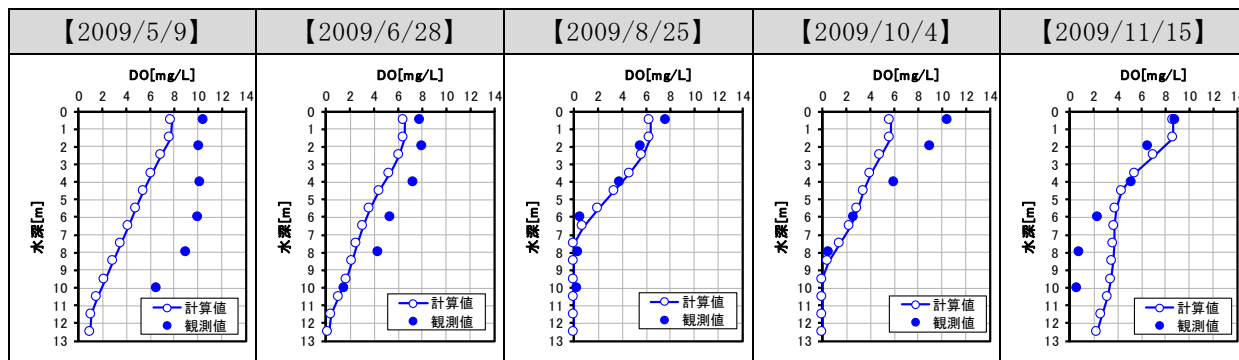 【2009/5/9】 【2009/6/28】 【2009/8/25】 【2009/10/4】 【2009/11/15】
DO[mg/L] DO[mg/L] DO[mg/L] DO[mg/L] DO[mg/L]
0 2 4 6 8 10 12 14 0 2 4 6 8 10 12 14 0 2 4 6 8 10 12 14 0 2 4 6 8 10 12 14 0 2 4 6 8 10 12 14
0 0 0 0 0
1 1 1 1 1
2 2 2 2 2
3 3 3 3 3
4 4 4 4 4
5 5 5 5 5
6 6 6 6 6
7 7 7 7 7
8 8 8 8 8
9 9 9 9 9
10 10 10 10 10
11 11 11 11 11
12 12 12 12 12
13 13 13 13 13
水深[m] 水深[m] 水深[m] 水深[m] 水深[m]
計算値 計算値 計算値 計算値 計算値
観測値 観測値 観測値 観測値 観測値